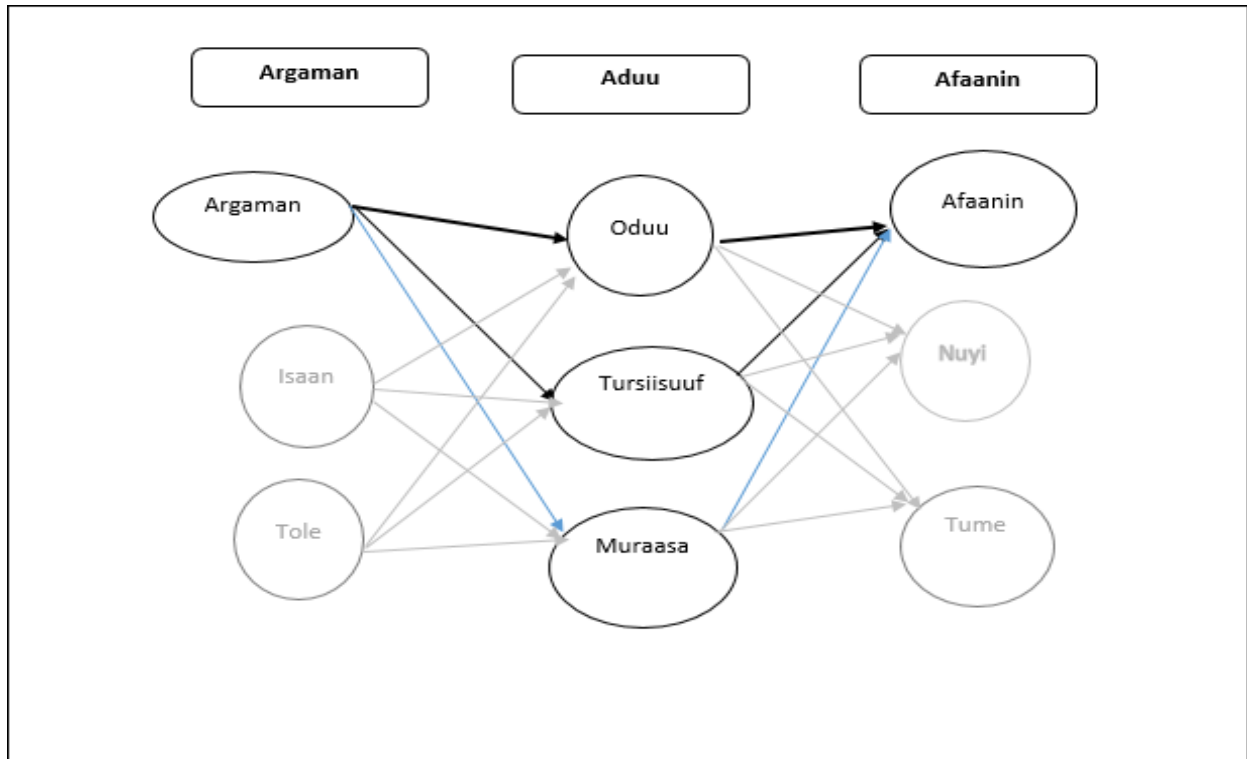 Argaman
Aduu
Afaanin
Argaman
Oduu
Afaanin
Isaan
Tursiisuuf
Nuyi
Tole
Muraasa
Tume